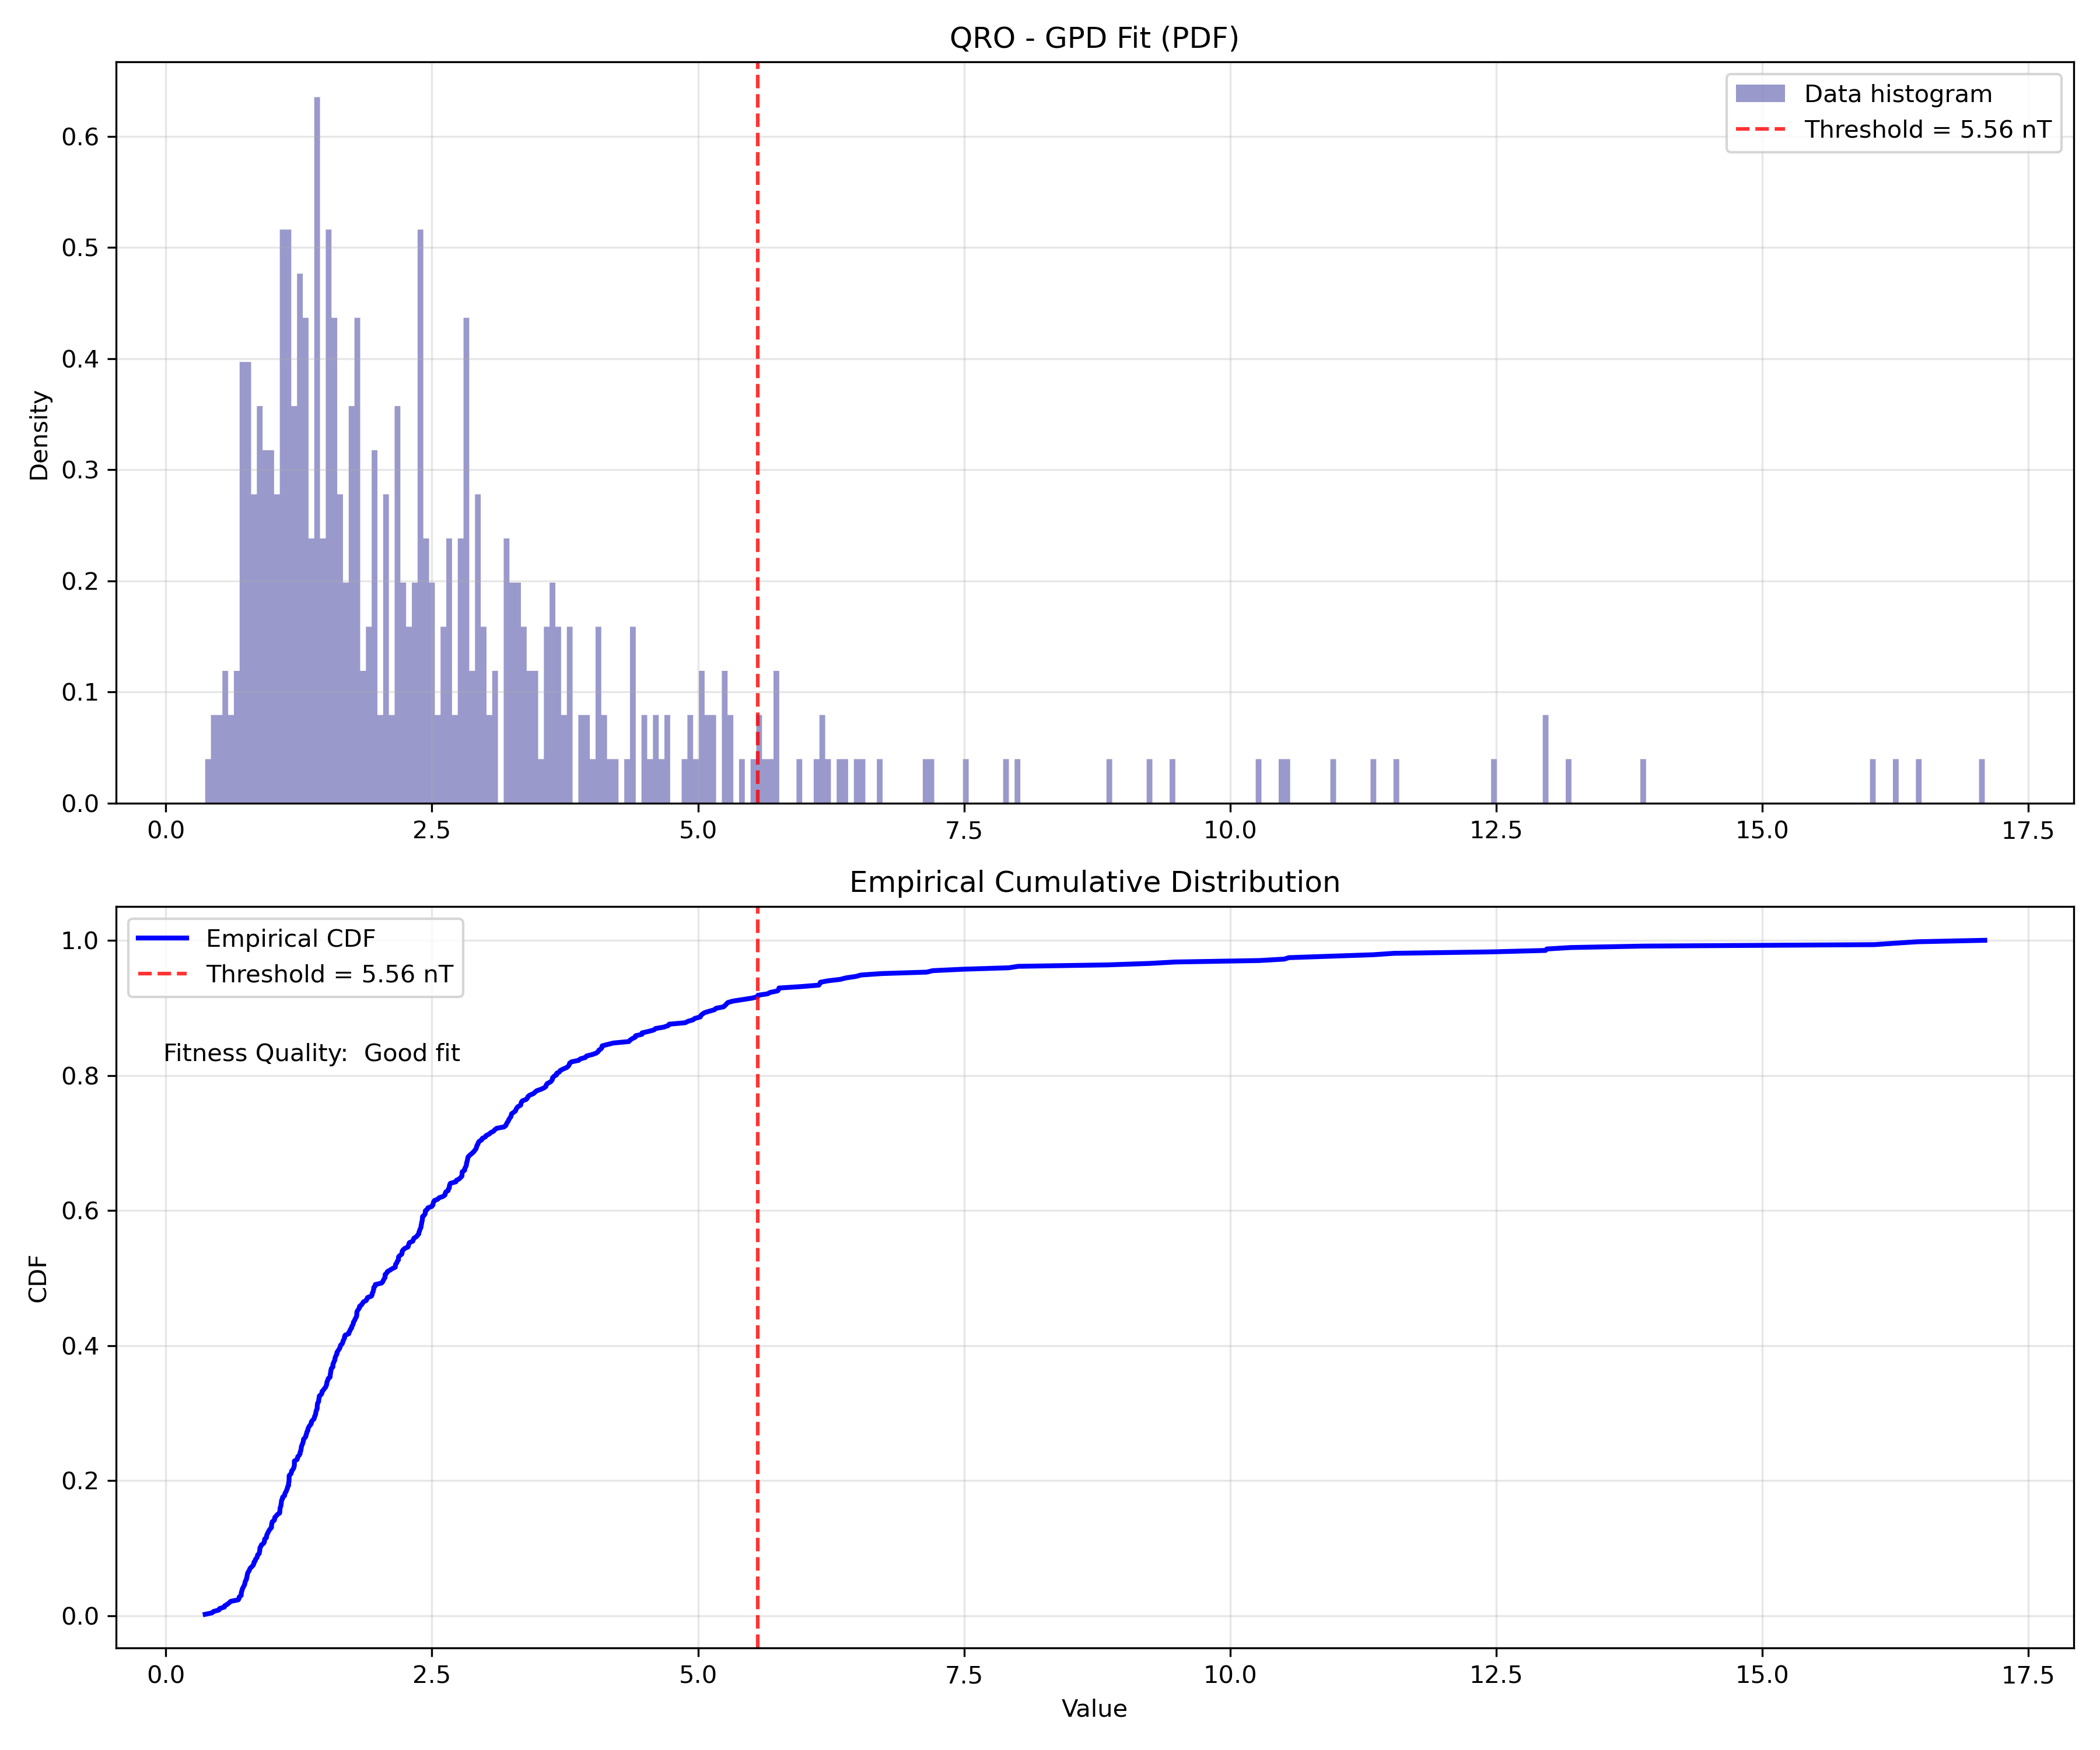 QRO - GPD Fit (PDF)
Data histogram
Threshold = 5.56 nT
Density
0.6
0.5
0.4
0.3
0.2
0.1
0.0
0.0 2.5 5.0 7.5 10.0 12.5 15.0 17.5
Empirical Cumulative Distribution
Empirical CDF
Threshold = 5.56 nT
Fitness Quality:  Good fit
CDF
1.0
0.8
0.6
0.4
0.2
0.0
0.0 2.5 5.0 7.5 10.0 12.5 15.0 17.5
Value